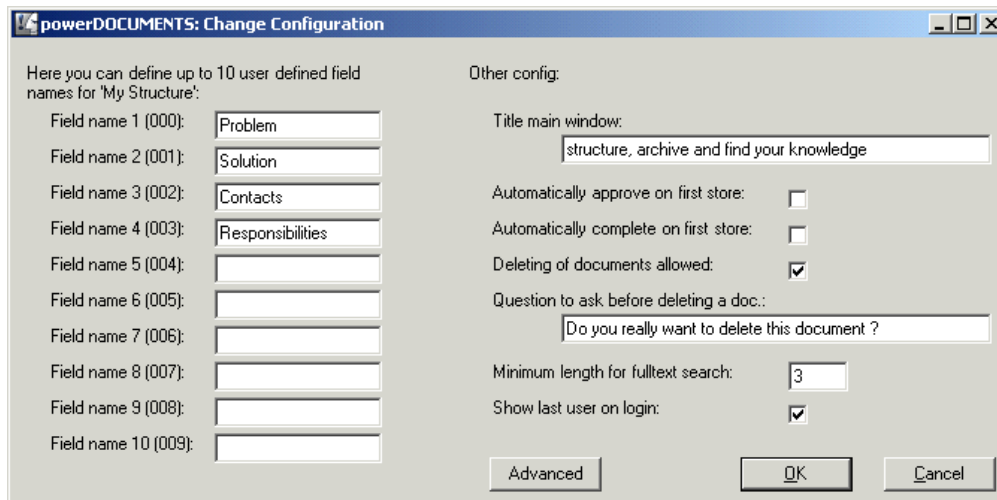 powerDOCUMENTS: Change Configuration
Here you can define up to 10 user defined field
names for 'My Structure':
Field name 1 (000): Problem
Field name 2 (001): Solution
Field name 3 (002): Contacts
Field name 4 (003): Responsibilities
Field name 5 (004):
Field name 6 (005):
Field name 7 (006):
Field name 8 (007):
Field name 9 (008):
Field name 10 (009):
Other config:
Title main window:
structure, archive and find your knowledge
Automatically approve on first store:
Automatically complete on first store:
Deleting of documents allowed:
Question to ask before deleting a doc.:
Do you really want to delete this document ?
Minimum length for fulltext search: 3
Show last user on login:
Advanced OK Cancel